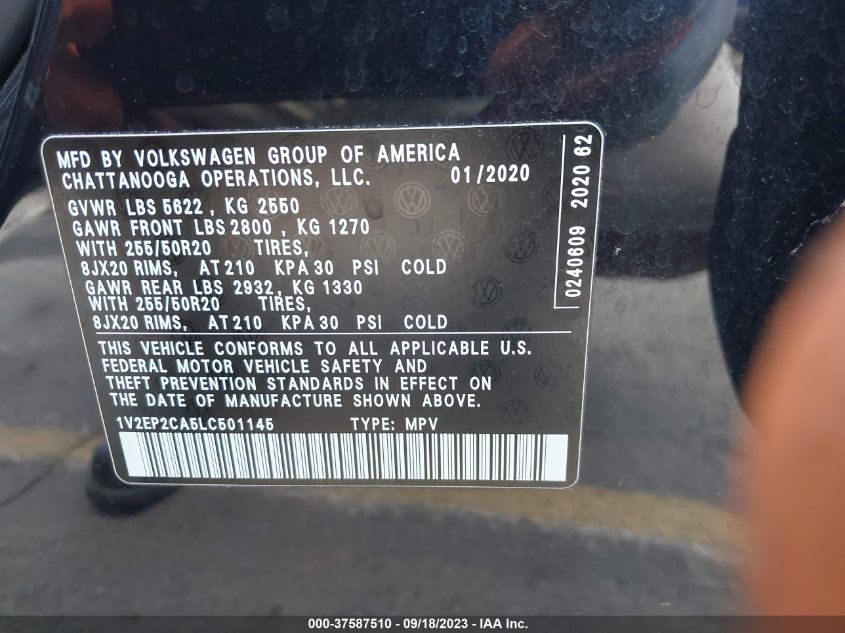 MFD BY VOLKSWAGEN GROUP OF AMERICA
CHATTANOOGA OPERATIONS, LLC. 01/2020
GVWR LBS 5622 , KG 2550
GAWR FRONT LBS 2800 , KG 1270
WITH 255/50R20 TIRES,
8JX20 RIMS, AT 210 KPA 30 PSI COLD
GAWR REAR LBS 2932, KG 1330
WITH 255/50R20 TIRES,
8JX20 RIMS, AT 210 KPA 30 PSI COLD
0240609 2020 62
THIS VEHICLE CONFORMS TO ALL APPLICABLE U.S.
FEDERAL MOTOR VEHICLE SAFETY AND
THEFT PREVENTION STANDARDS IN EFFECT ON
THE DATE OF MANUFACTURE SHOWN ABOVE.
1V2EP2CA5LC501145 TYPE: MPV
000-37587510 - 09/18/2023 - IAA Inc.